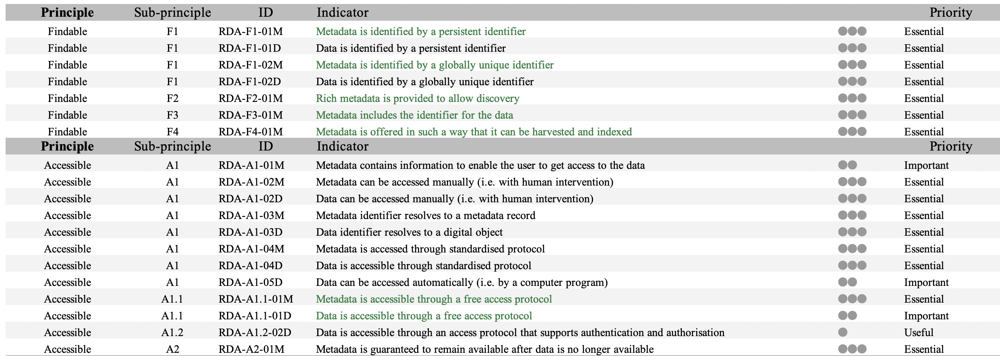 Principle Sub-principle ID Indicator Priority
Findable F1 RDA-F1-01M Metadata is identified by a persistent identifier Essential
Findable F1 RDA-F1-01D Data is identified by a persistent identifier Essential
Findable F1 RDA-F1-02M Metadata is identified by a globally unique identifier Essential
Findable F1 RDA-F1-02D Data is identified by a globally unique identifier Essential
Findable F2 RDA-F2-01M Rich metadata is provided to allow discovery Essential
Findable F3 RDA-F3-01M Metadata includes the identifier for the data Essential
Findable F4 RDA-F4-01M Metadata is offered in such a way that it can be harvested and indexed Essential
Principle Sub-principle ID Indicator Priority
Accessible A1 RDA-A1-01M Metadata contains information to enable the user to get access to the data Important
Accessible A1 RDA-A1-02M Metadata can be accessed manually (i.e. with human intervention) Essential
Accessible A1 RDA-A1-02D Data can be accessed manually (i.e. with human intervention) Essential
Accessible A1 RDA-A1-03M Metadata identifier resolves to a metadata record Essential
Accessible A1 RDA-A1-03D Data identifier resolves to a digital object Essential
Accessible A1 RDA-A1-04M Metadata is accessed through standardised protocol Essential
Accessible A1 RDA-A1-04D Data is accessible through standardised protocol Essential
Accessible A1 RDA-A1-05D Data can be accessed automatically (i.e. by a computer program) Important
Accessible A1.1 RDA-A1.1-01M Metadata is accessible through a free access protocol Essential
Accessible A1.1 RDA-A1.1-01D Data is accessible through a free access protocol Important
Accessible A1.2 RDA-A1.2-02D Data is accessible through an access protocol that supports authentication and authorisation Useful
Accessible A2 RDA-A2-01M Metadata is guaranteed to remain available after data is no longer available Essential